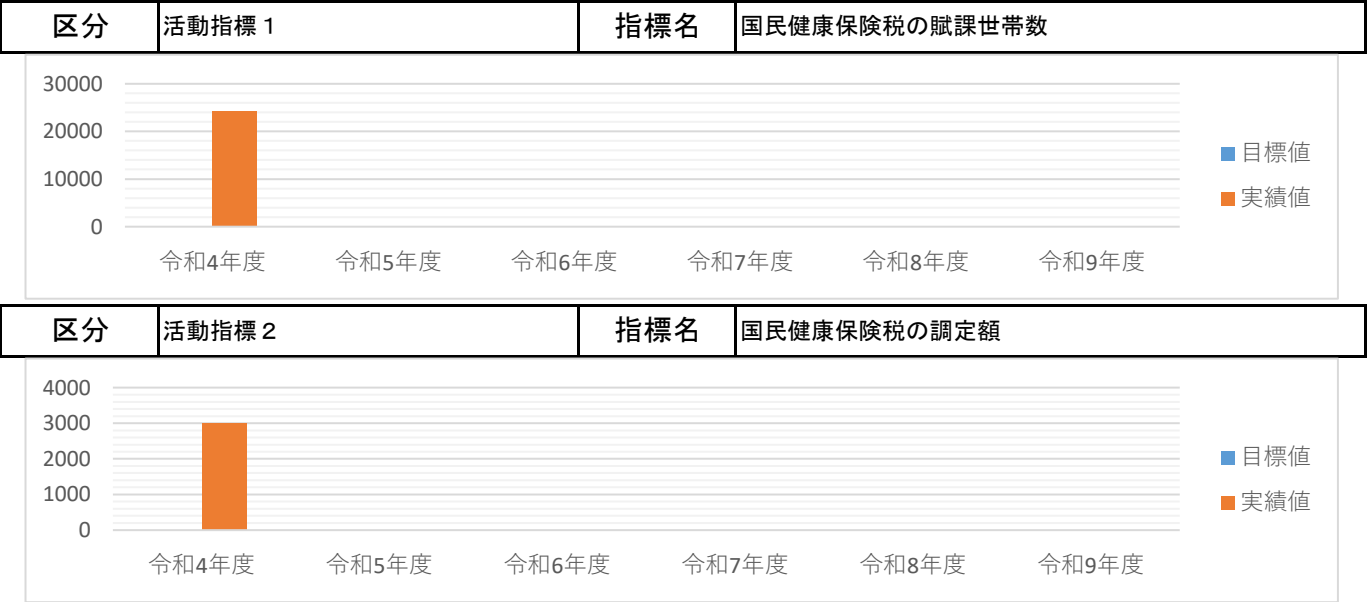 区分 活動指標１ 指標名 国民健康保険税の賦課世帯数
30000
20000
10000
0
令和4年度 令和5年度 令和6年度 令和7年度 令和8年度 令和9年度
目標値
実績値
区分 活動指標２ 指標名 国民健康保険税の調定額
4000
3000
2000
1000
0
令和4年度 令和5年度 令和6年度 令和7年度 令和8年度 令和9年度
目標値
実績値